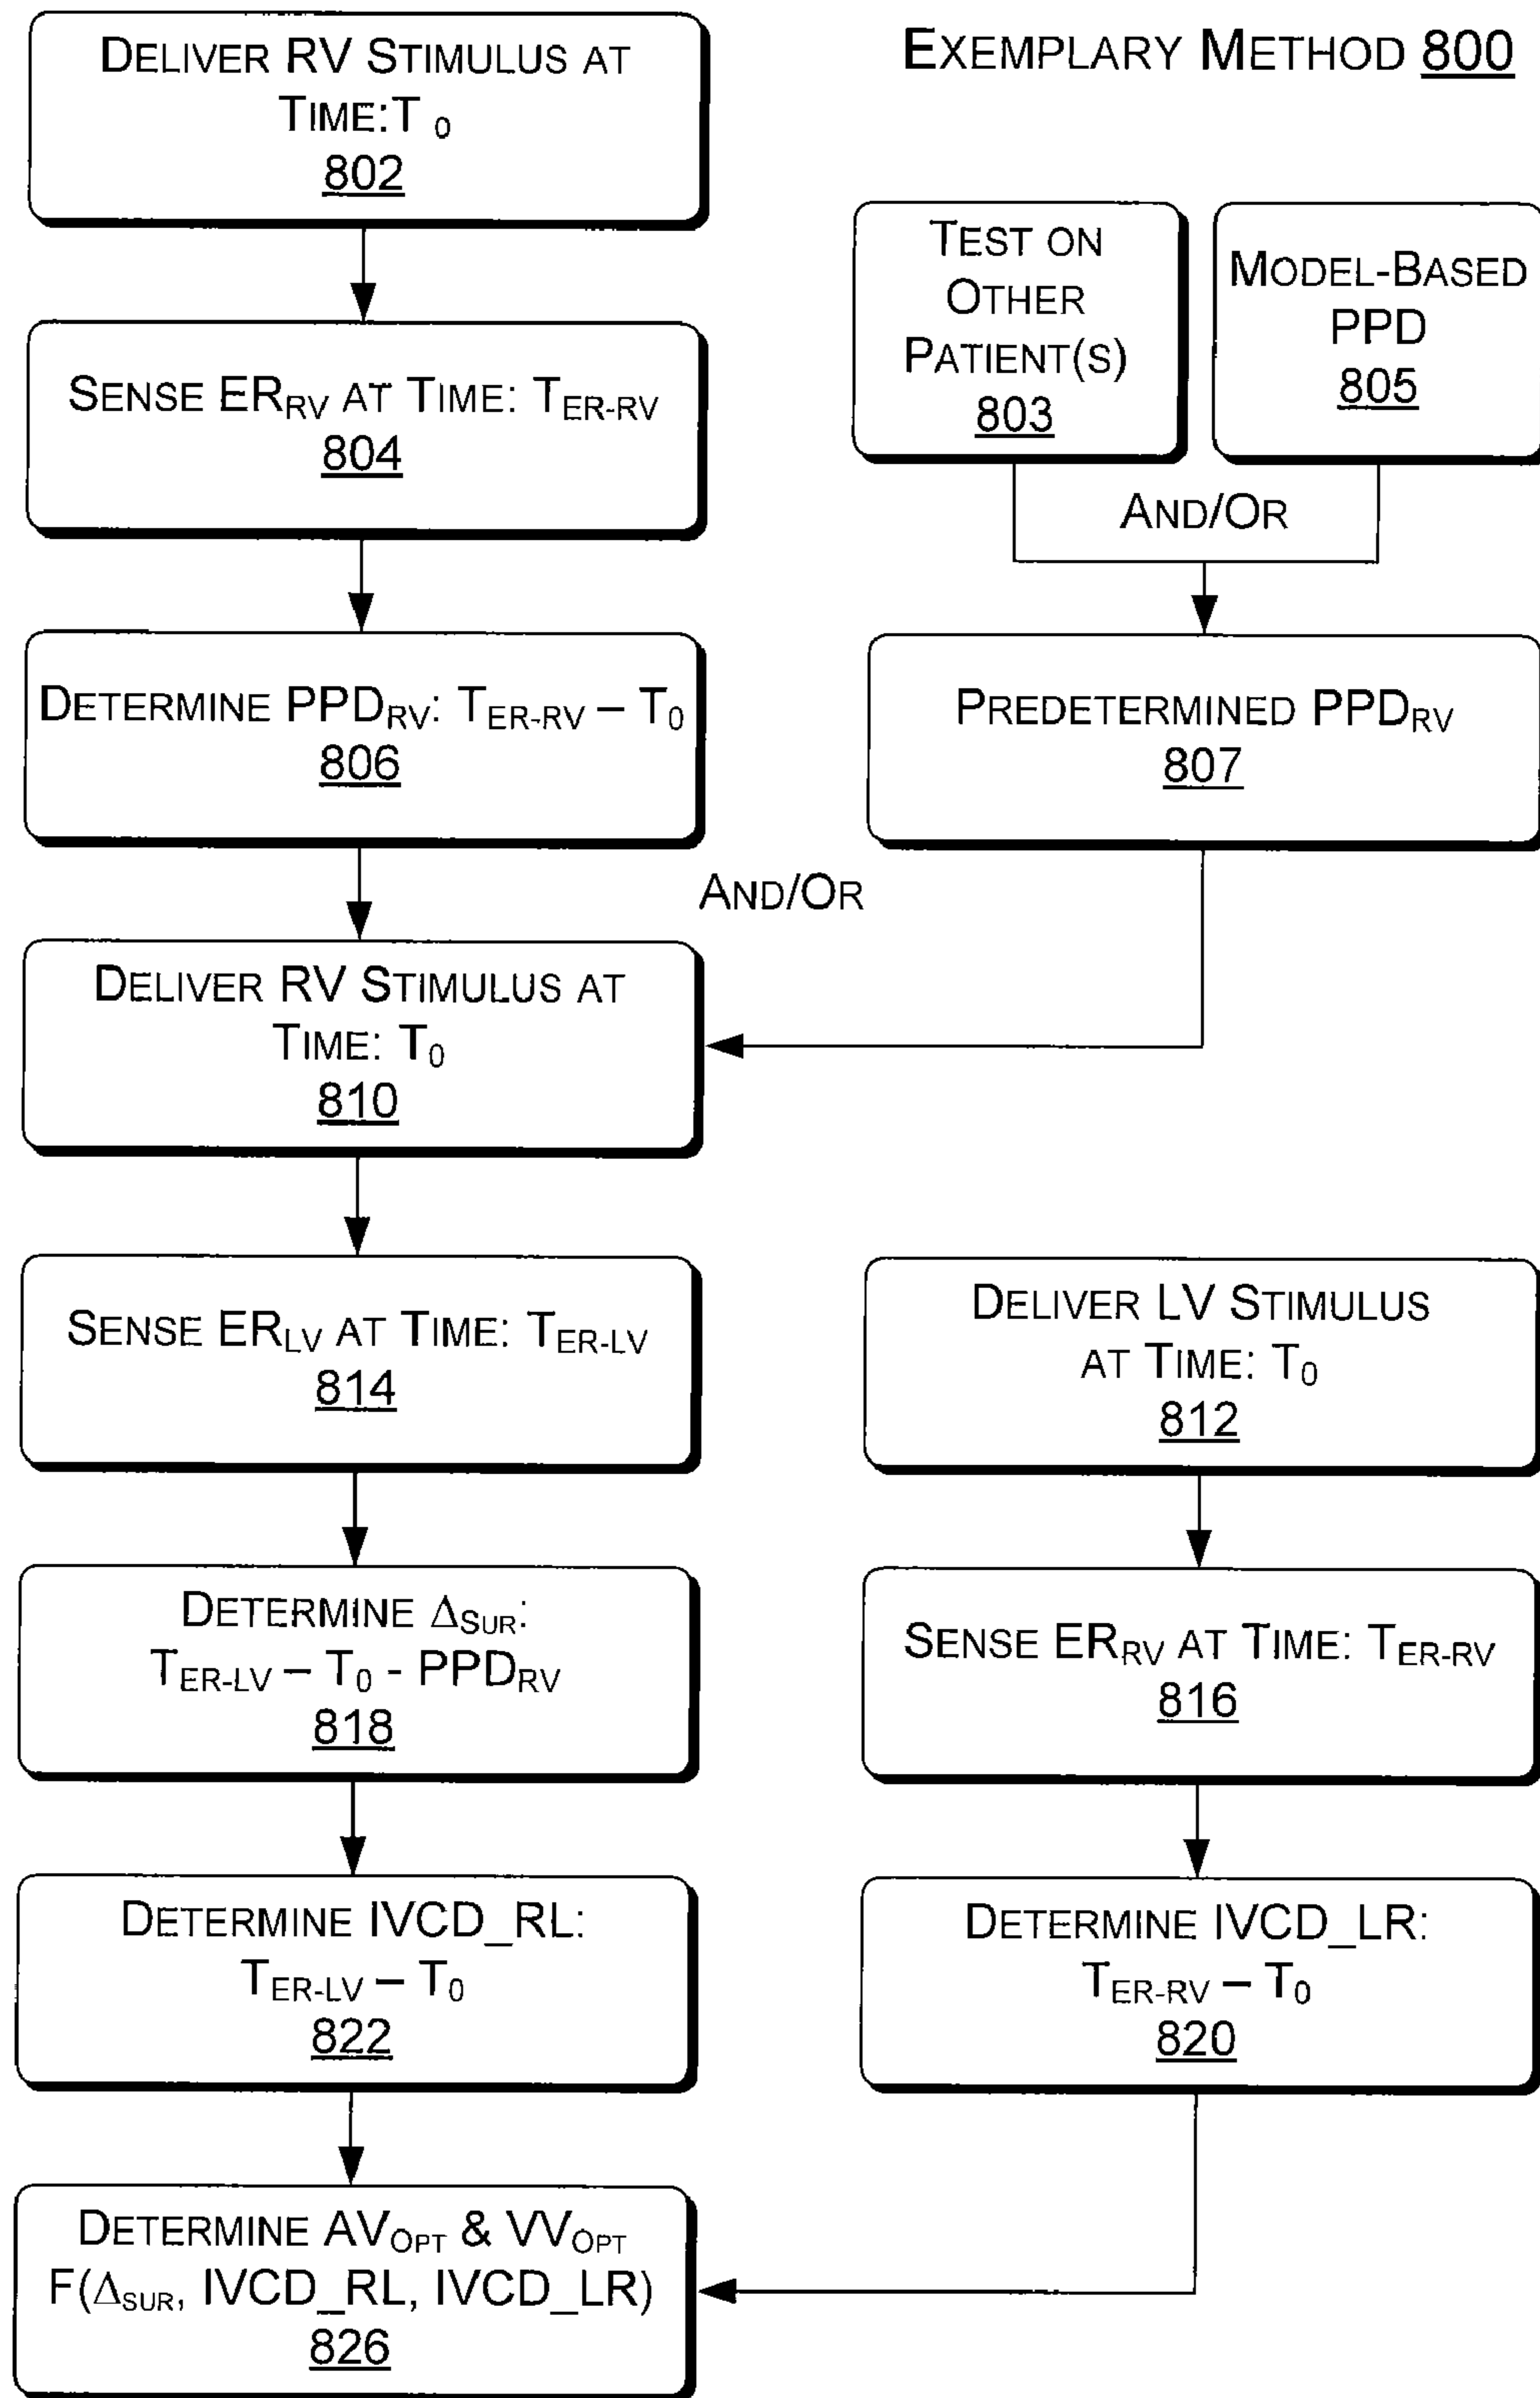 EXEMPLARY METHOD 800
DELIVER RV STIMULUS AT
TIME:T 0
802
SENSE ERRV AT TIME: TER-RV
804
DETERMINE PPDRV: TER-RV – T0
806
TEST ON
OTHER
PATIENT(S)
803
MODEL-BASED
PPD
805
AND/OR
PREDETERMINED PPDRV
807
AND/OR
DELIVER RV STIMULUS AT
TIME: T0
810
SENSE ERLV AT TIME: TER-LV
814
DETERMINE ΔSUR:
TER-LV – T0 - PPDRV
818
DETERMINE IVCD_RL:
TER-LV – T0
822
DELIVER LV STIMULUS
AT TIME: T0
812
SENSE ERRV AT TIME: TER-RV
816
DETERMINE IVCD_LR:
TER-RV – T0
820
DETERMINE AVOPT & VVOPT
F(ΔSUR, IVCD_RL, IVCD_LR)
826